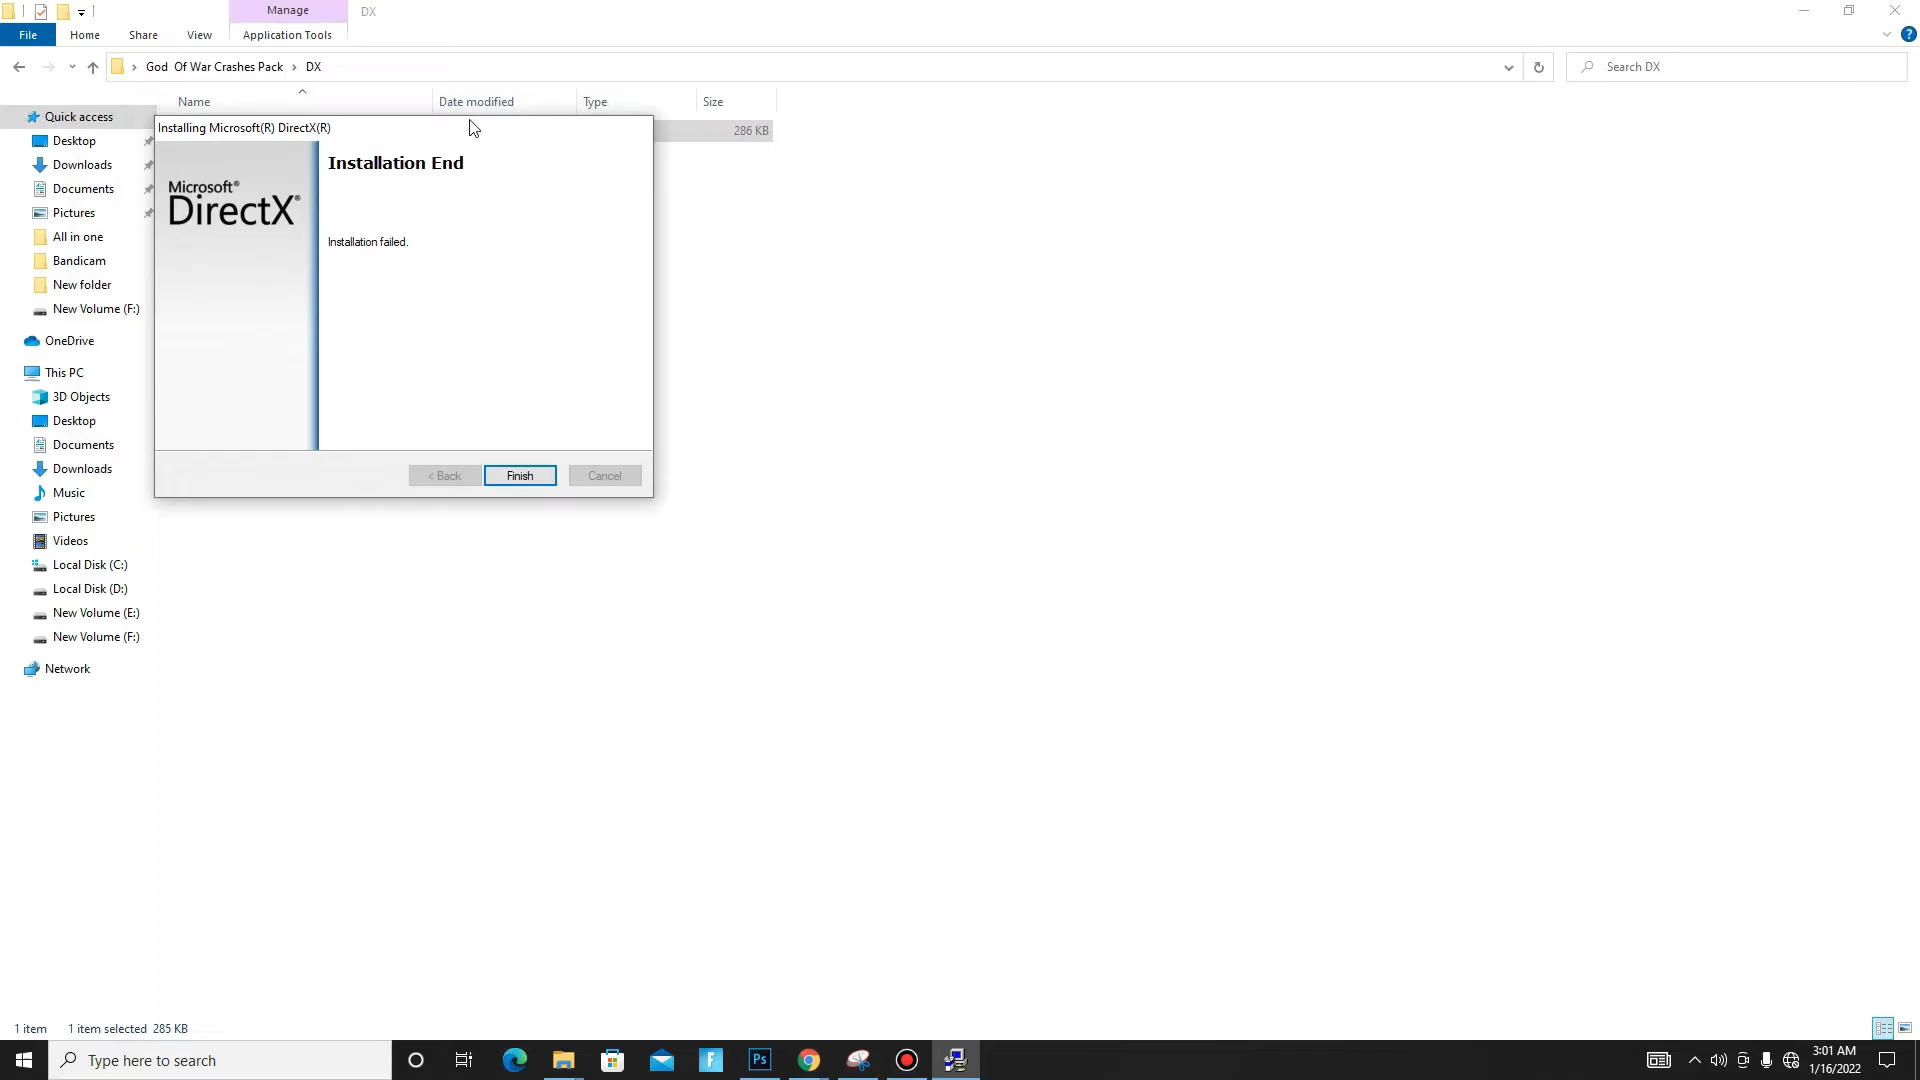 Manage
DX
File
Home
Share
View
Application Tools
God Of War Crashes Pack
DX
Search DX
Name
Date modified
Type
Size
286 KB
Quick access
Desktop
Downloads
Documents
Pictures
All in one
Bandicam
New folder
New Volume (F:)
OneDrive
This PC
3D Objects
Desktop
Documents
Downloads
Music
Pictures
Videos
Local Disk (C:)
Local Disk (D:)
New Volume (E:)
New Volume (F:)
Network
Installing Microsoft(R) DirectX(R)
Microsoft®
DirectX®
Installation End
Installation failed.
< Back
Finish
Cancel
1 item
1 item selected 285 KB
Type here to search
Ps
3:01 AM
1/16/2022